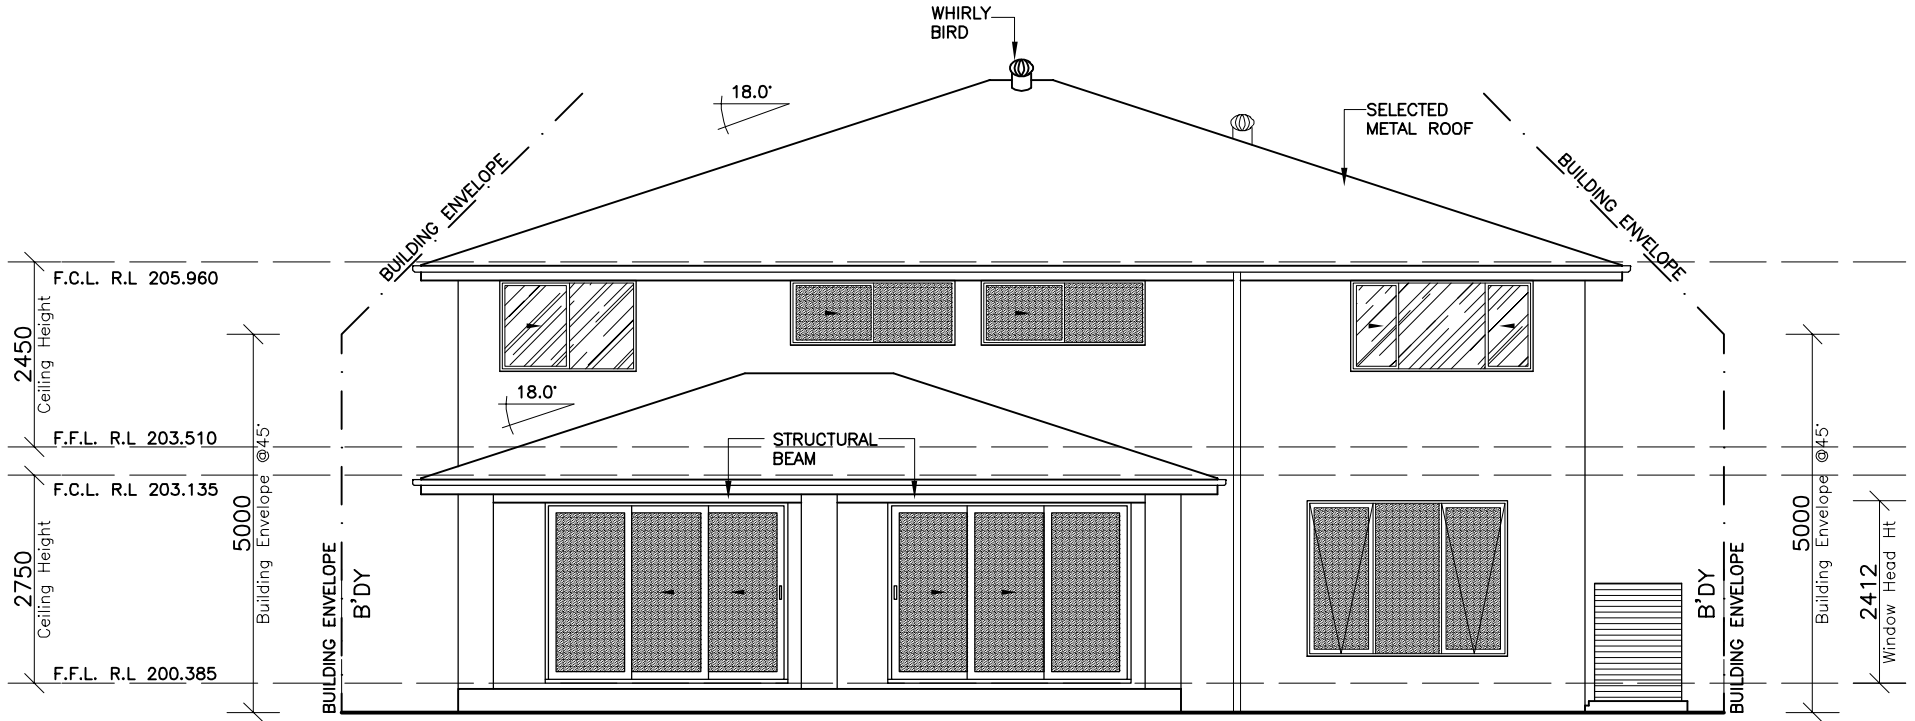 WHIRLY
BIRD
18.0°
SELECTED
METAL ROOF
BUILDING ENVELOPE
BUILDING ENVELOPE
F.C.L. R.L 205.960
2450
Ceiling Height
18.0°
F.F.L. R.L 203.510
STRUCTURAL
BEAM
F.C.L. R.L 203.135
2750
Ceiling Height
F.F.L. R.L 200.385
5000
Building Envelope @45°
BUILDING ENVELOPE
B'DY
B'DY
BUILDING ENVELOPE
5000
Building Envelope @45°
2412
Window Head Ht